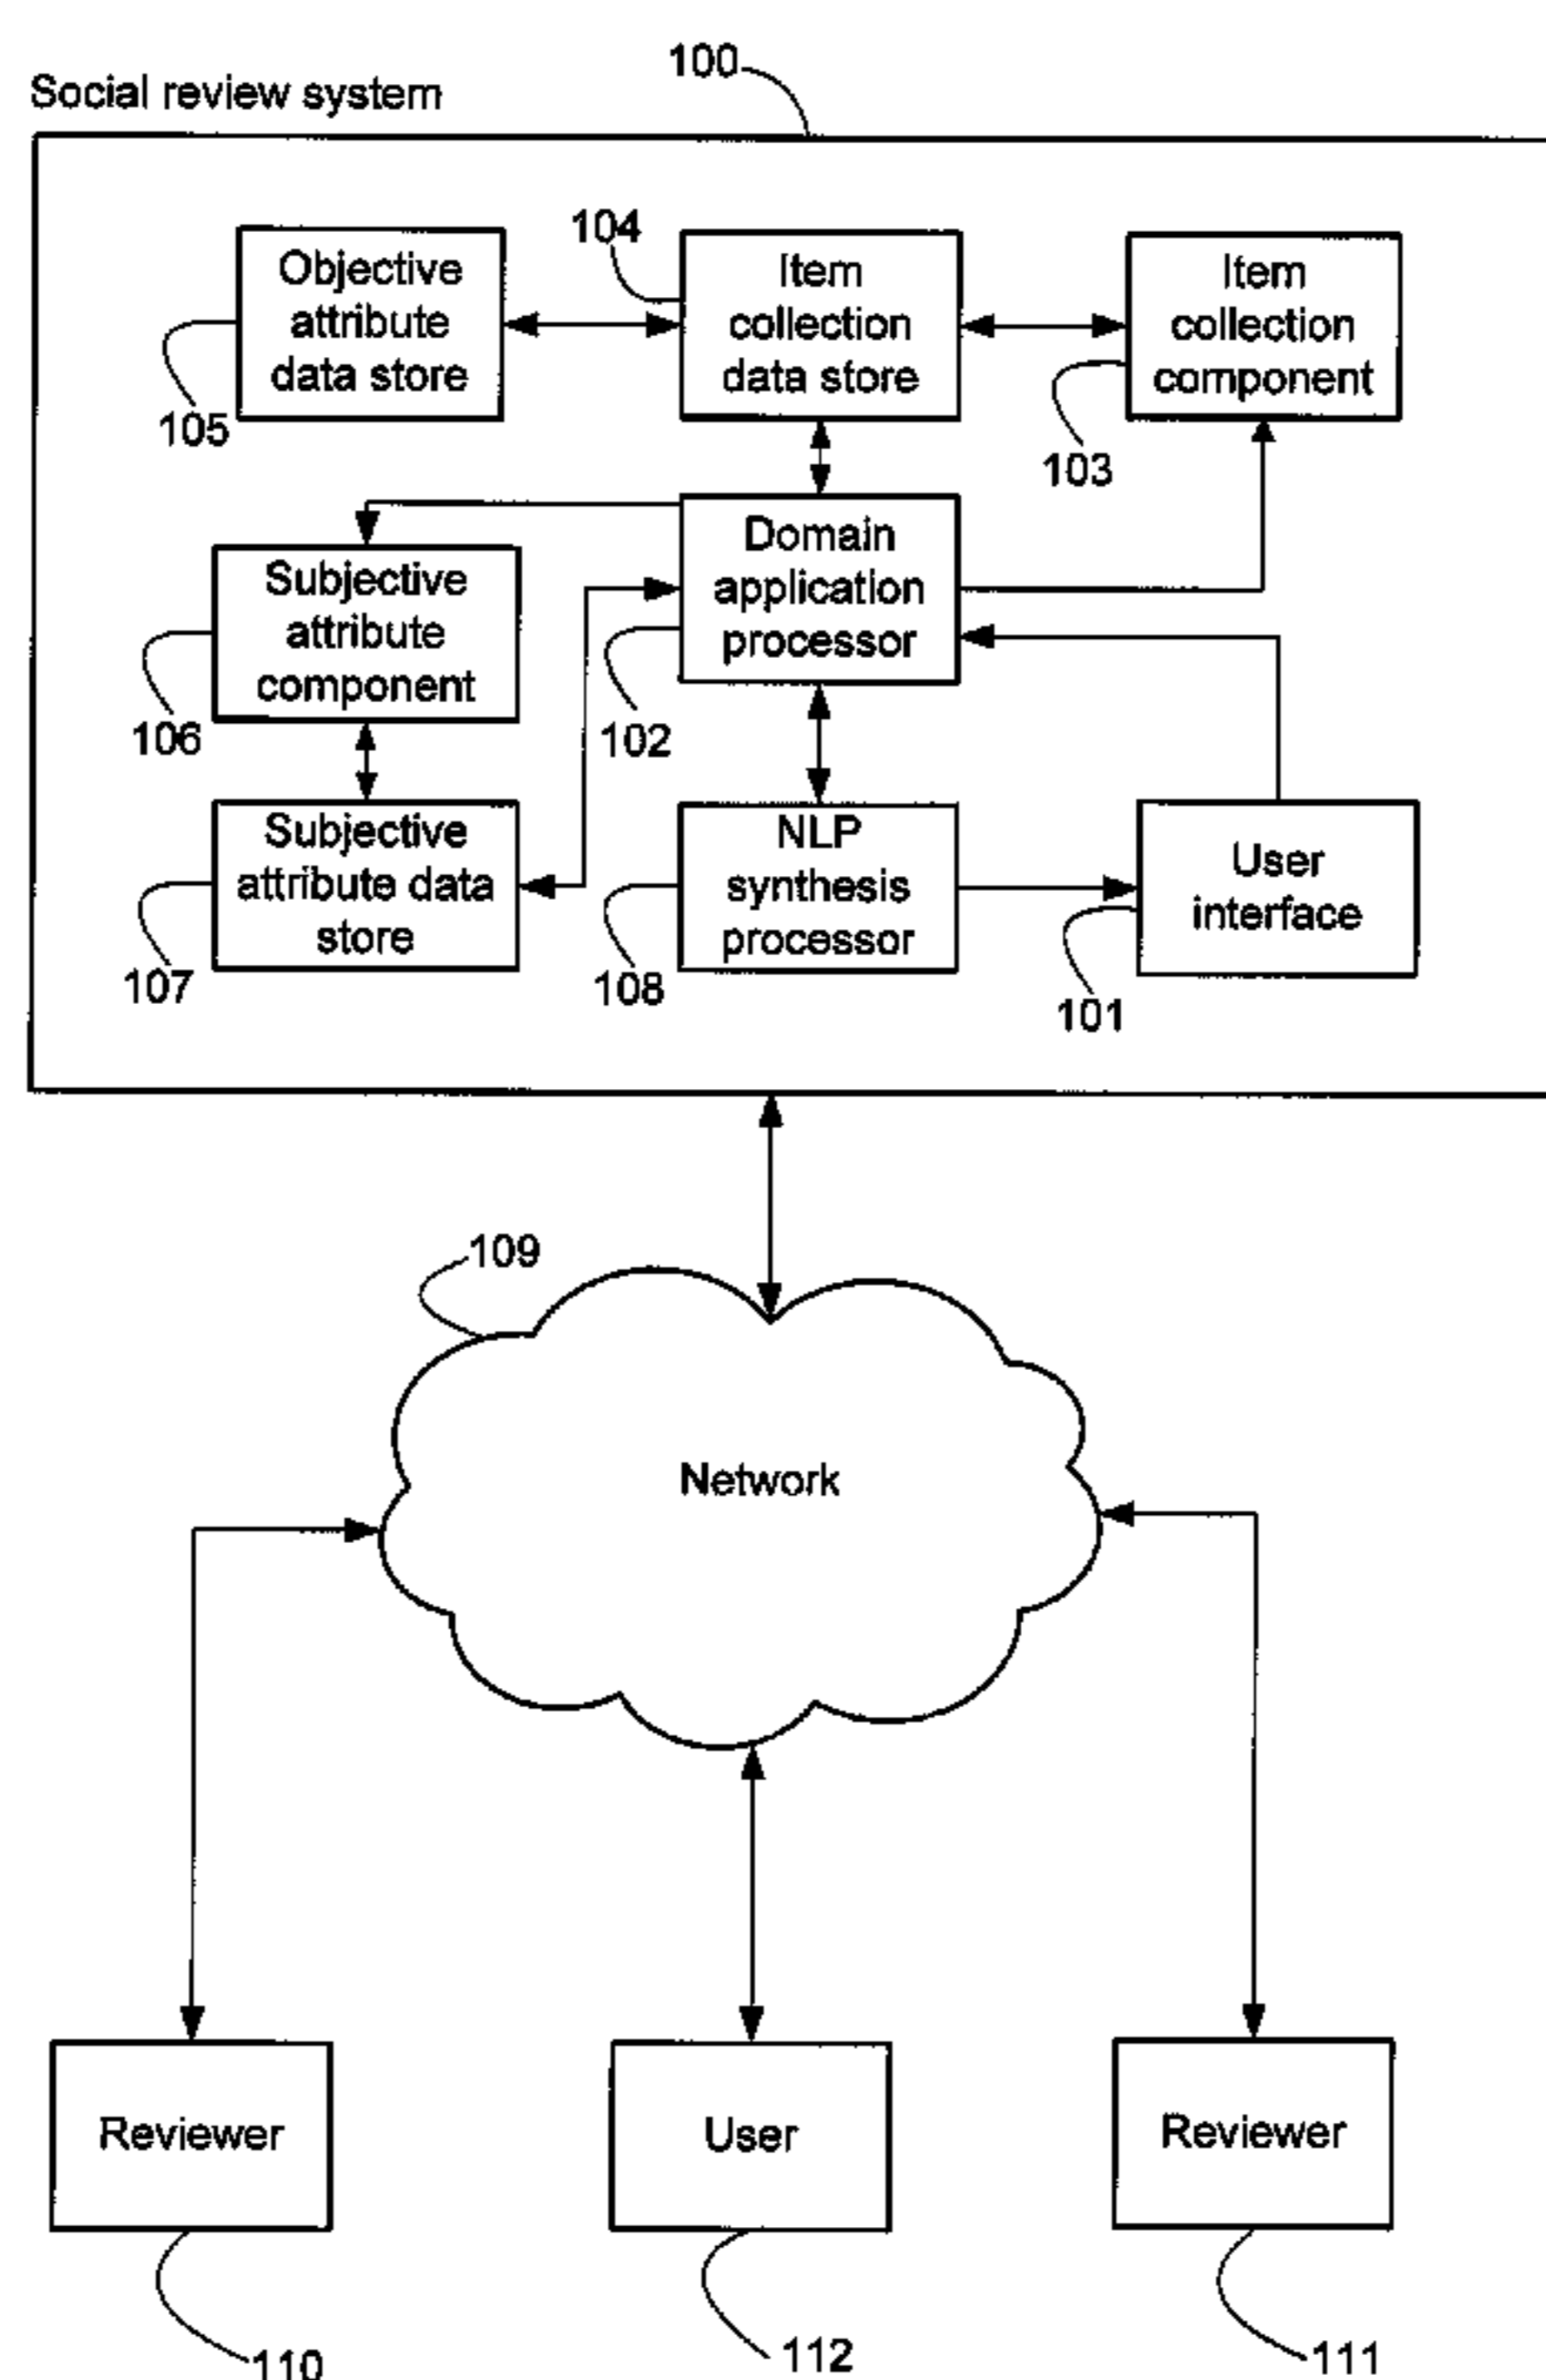 100
Social review system
104
Objective
attribute
data store
Item
collection
data store
Item
collection
component
105
103
Domain
application
processor
Subjective
attribute
component
106
102
Subjective
attribute data
store
NLP
synthesis
processor
User
interface
107
108
101
109
Network
Reviewer
User
Reviewer
110
112
111